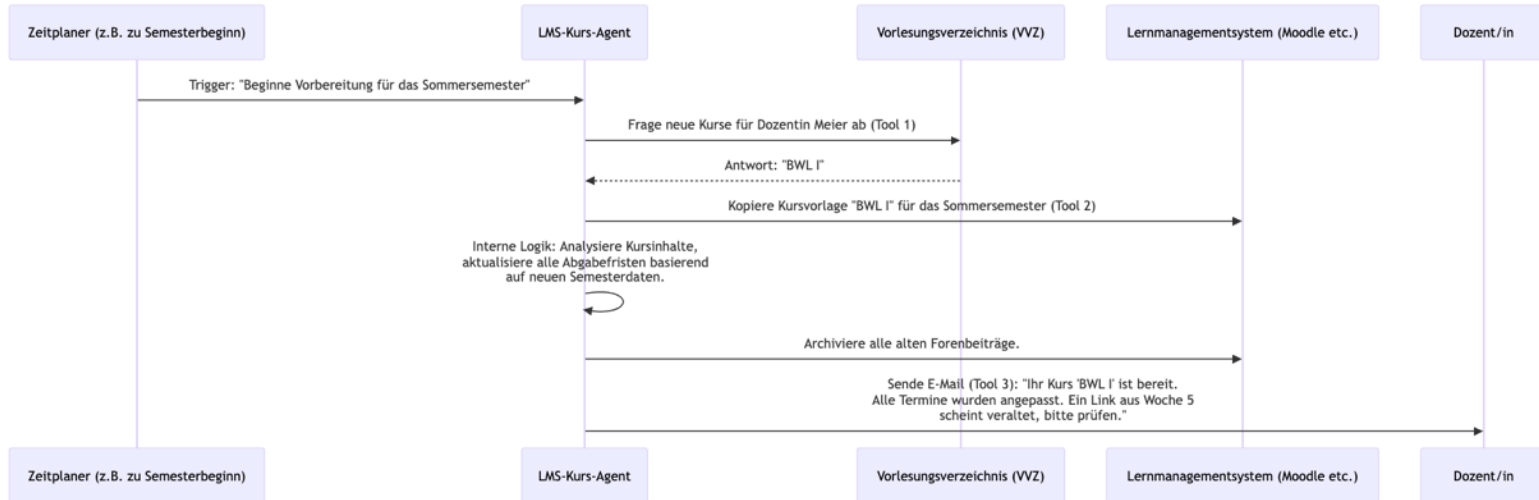 Zeitplaner (z.B. zu Semesterbeginn)
LMS-Kurs-Agent
Vorlesungsverzeichnis (VVZ)
Lernmanagementsystem (Moodle etc.)
Dozent/in
Trigger: "Beginne Vorbereitung für das Sommersemester"
Frage neue Kurse für Dozentin Meier ab (Tool 1)
Antwort: "BWL I"
Kopiere Kursvorlage "BWL I" für das Sommersemester (Tool 2)
Interne Logik: Analysiere Kursinhalte,
aktualisiere alle Abgabefristen basierend
auf neuen Semesterdaten.
Archiviere alle alten Forenbeiträge.
Sende E-Mail (Tool 3): "Ihr Kurs 'BWL I' ist bereit.
Alle Termine wurden angepasst. Ein Link aus Woche 5
scheint veraltet, bitte prüfen."
Zeitplaner (z.B. zu Semesterbeginn)
LMS-Kurs-Agent
Vorlesungsverzeichnis (VVZ)
Lernmanagementsystem (Moodle etc.)
Dozent/in